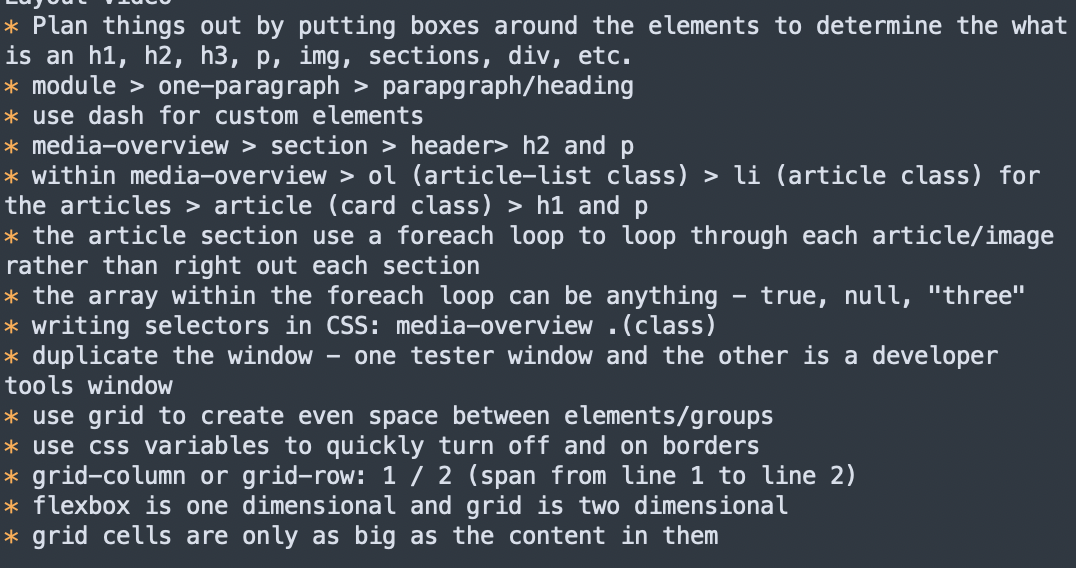 Layout video
* Plan things out by putting boxes around the elements to determine the what
is an h1, h2, h3, p, img, sections, div, etc.
* module > one-paragraph > parapgraph/heading
* use dash for custom elements
* media-overview > section > header> h2 and p
* within media-overview > ol (article-list class) > li (article class) for
the articles > article (card class) > h1 and p
* the article section use a foreach loop to loop through each article/image
rather than right out each section
* the array within the foreach loop can be anything - true, null, "three"
* writing selectors in CSS: media-overview .(class)
* duplicate the window - one tester window and the other is a developer
tools window
* use grid to create even space between elements/groups
* use css variables to quickly turn off and on borders
* grid-column or grid-row: 1 / 2 (span from line 1 to line 2)
* flexbox is one dimensional and grid is two dimensional
* grid cells are only as big as the content in them